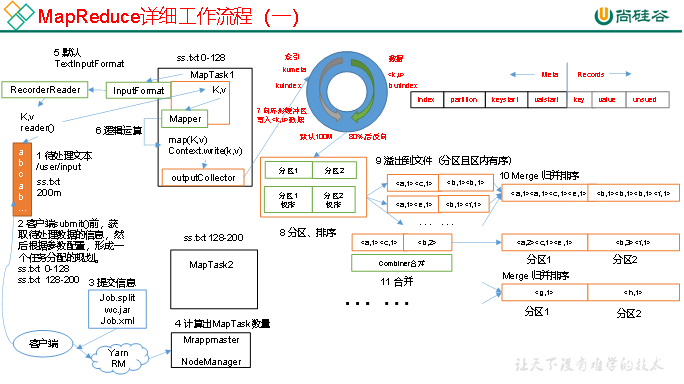 MapReduce详细工作流程（一）
尚硅谷
5 默认
TextInputFormat
ss.txt 0-128
MapTask1
RecorderReader
InputFormat
K,v
K,v
reader()
Mapper
6 逻辑运算
map(K,v)
Context.write(k,v)
outputCollector
a
b
c
a
b
...
1 待处理文本
/user/input
ss.txt
200m
2 客户端submit()前，获
取待处理数据的信息，然
后根据参数配置，形成一
个任务分配的规划。
ss.txt 0-128
ss.txt 128-200
3 提交信息
Job.split
wc.jar
Job.xml
客户端
Yarn
RM
4 计算出MapTask数量
Mrappmaster
NodeManager
ss.txt 128-200
MapTask2
索引
kvmeta
kvindex
数据
<k,v>
bufindex
写入<k,v>数据
默认100M
80%后反向
Meta
Records
index
partition
keystart
valstart
key
value
unsued
分区1
分区2
分区1
排序
分区2
排序
8 分区、排序
9 溢出到文件（分区且区内有序）
<a,1><c,1>
<b,1><b,1>
<a,1><e,1>
<b,1><f,1>
... ...
<a,1><c,1>
<b,2>
Combiner合并
11 合并
... ...
10 Merge 归并排序
<a,1><a,1><c,1><e,1>
<b,1><b,1><b,1><f,1>
<a,2><c,1><e,1>
<b,3><f,1>
分区1
分区2
Merge 归并排序
<g,1>
<h,1>
分区1
分区2
让天下没有难学的技术